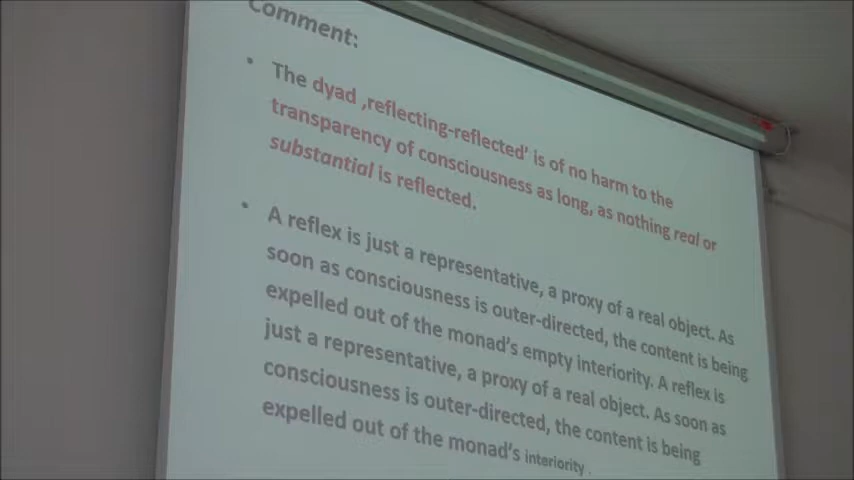 Comment:
• The dyad ,reflecting-reflected' is of no harm to the
transparency of consciousness as long, as nothing real or
substantial is reflected.
• A reflex is just a representative, a proxy of a real object. As
soon as consciousness is outer-directed, the content is being
expelled out of the monad's empty interiority. A reflex is
just a representative, a proxy of a real object. As soon as
consciousness is outer-directed, the content is being
expelled out of the monad's interiority .